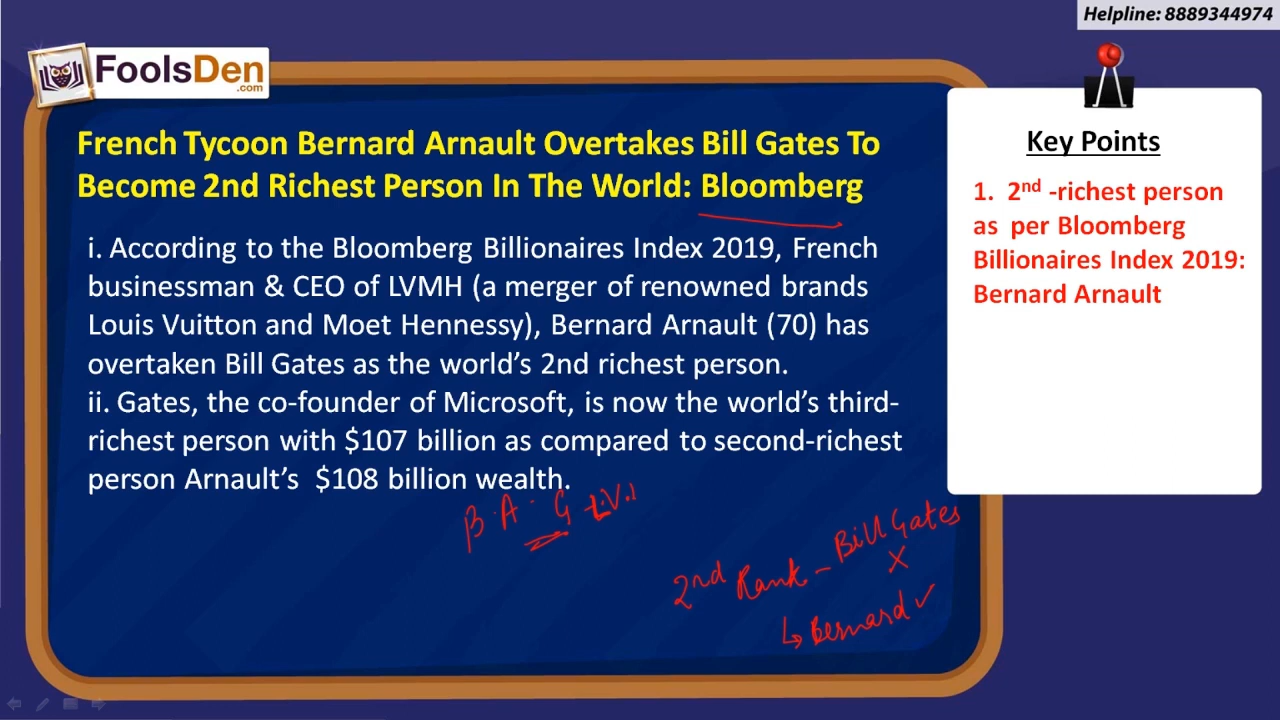 Helpline: 8889344974
FoolsDen
.com
French Tycoon Bernard Arnault Overtakes Bill Gates To
Become 2nd Richest Person In The World: Bloomberg
i. According to the Bloomberg Billionaires Index 2019, French
businessman & CEO of LVMH (a merger of renowned brands
Louis Vuitton and Moet Hennessy), Bernard Arnault (70) has
overtaken Bill Gates as the world’s 2nd richest person.
ii. Gates, the co-founder of Microsoft, is now the world’s third-
richest person with $107 billion as compared to second-richest
person Arnault’s $108 billion wealth.
B.A. G
2nd Rank - Bill Gates
X
↳ Bernard ✓
Key Points
1. 2nd -richest person
as per Bloomberg
Billionaires Index 2019:
Bernard Arnault